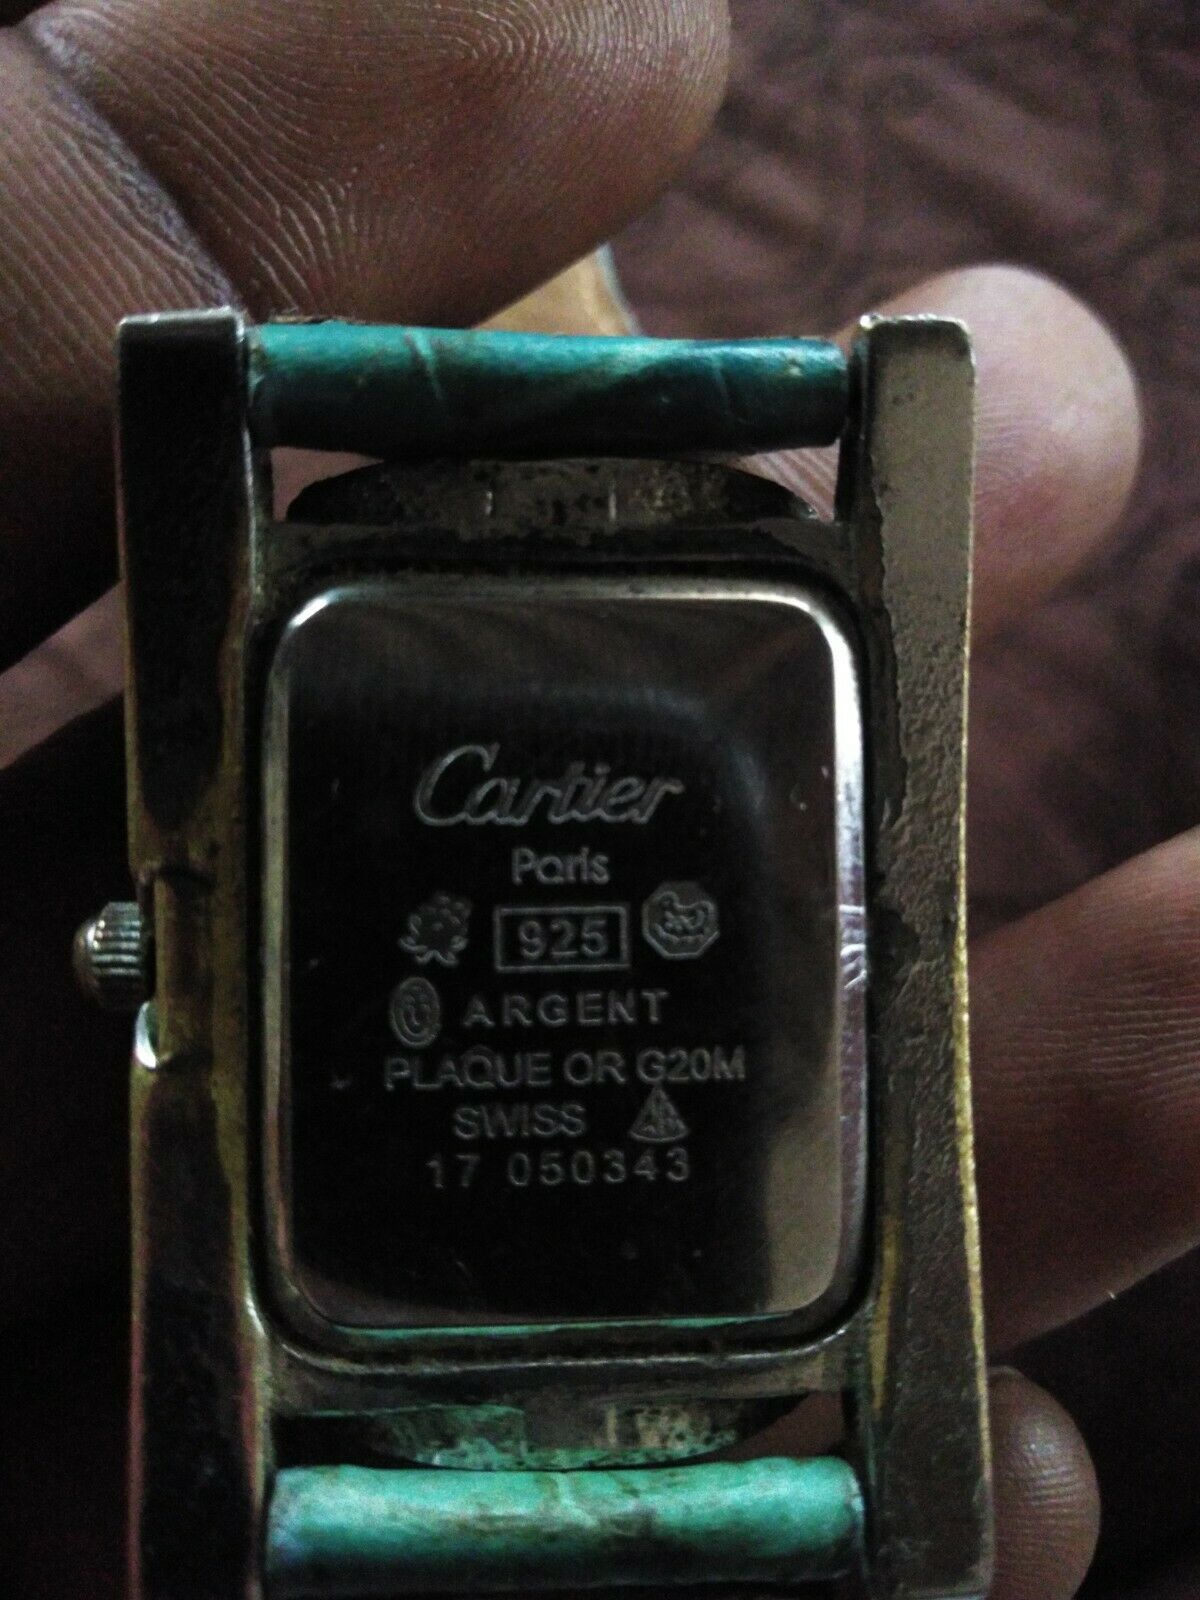 Cartier
Paris
925
ARGENT
PLAQUE OR G20M
SWISS
17 050343